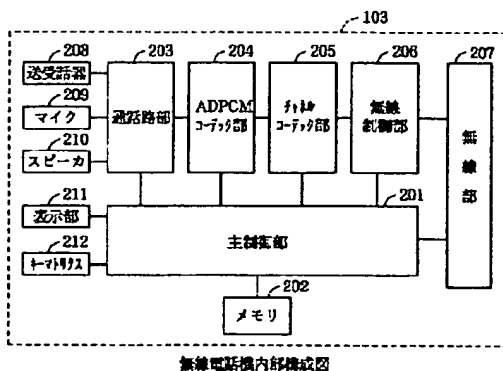 103
208
送受話器
209
マイク
210
スピーカ
211
表示部
212
キーマトリクス
203
通話路部
204
ADPCM
コーデック部
205
チャネル
コーデック部
206
無線
制御部
207
無線部
201
主制御部
202
メモリ
無線電話機内部構成図